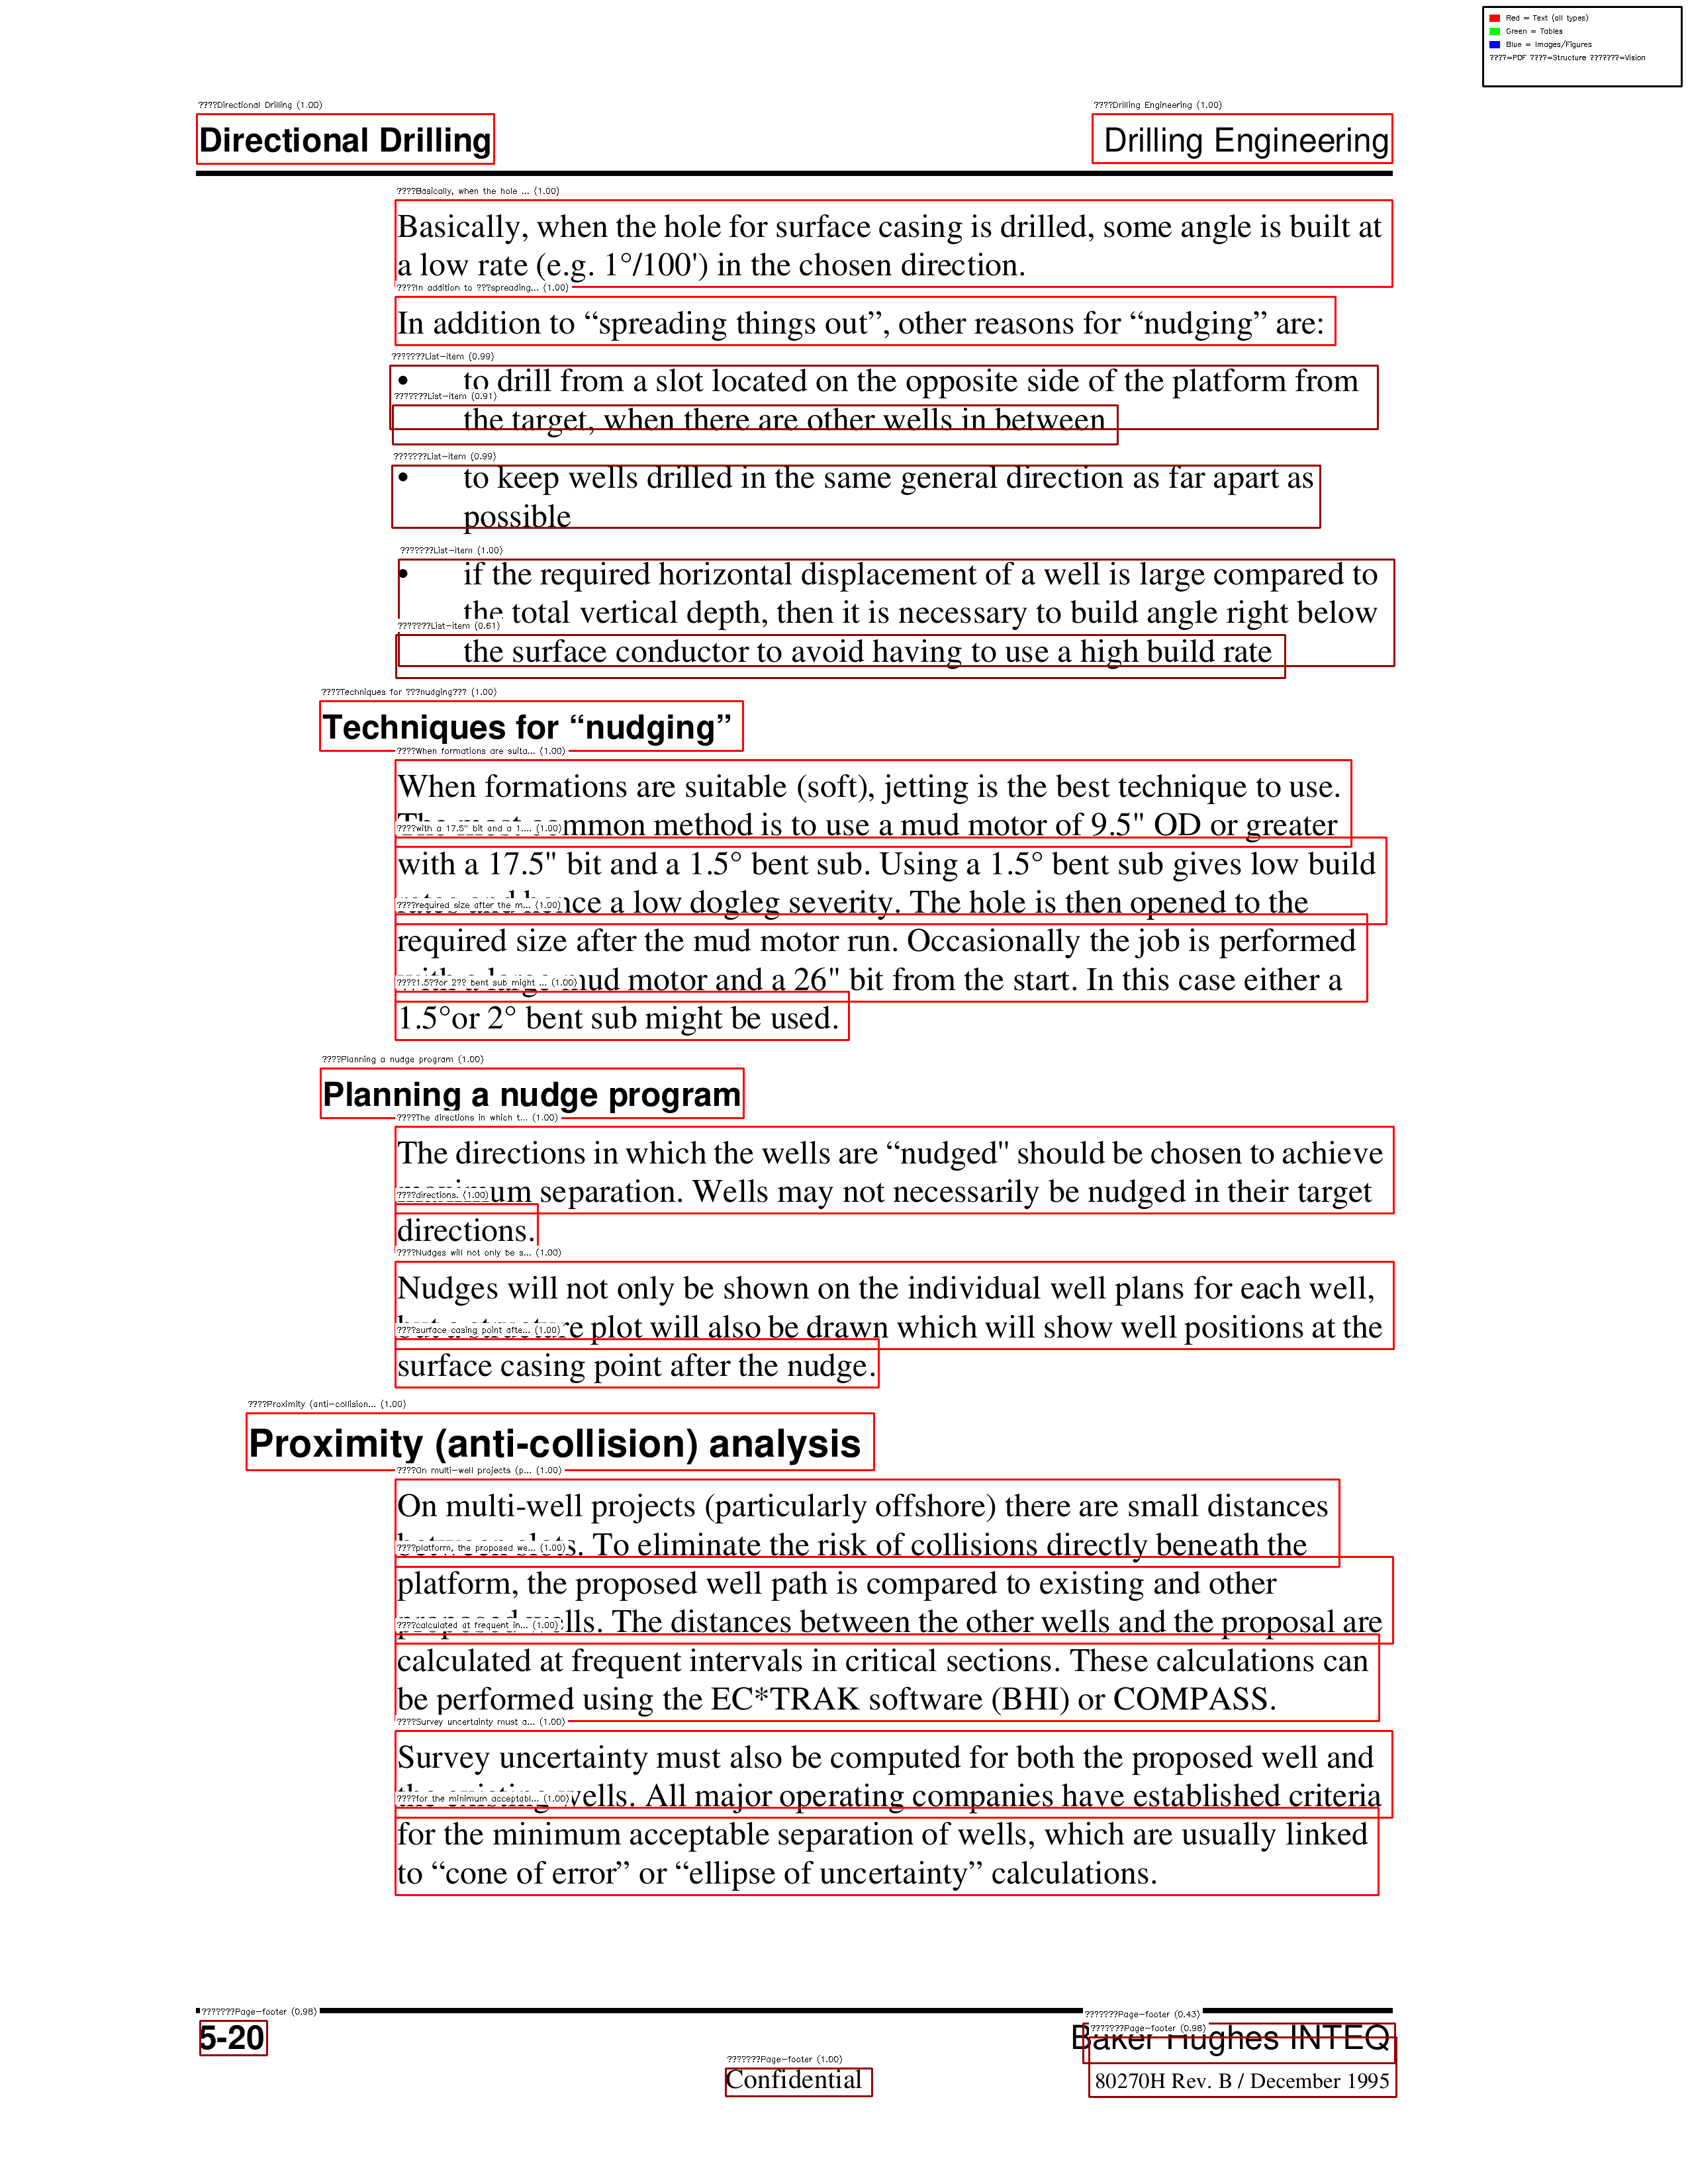 Red = Text (all types)
Green = Tables
Blue = Images/Figures
????=PDF ????=Structure ???????=Vision
????Directional Drilling (1.00)
????Drilling Engineering (1.00)
Directional Drilling
Drilling Engineering
????Basically, when the hole ... (1.00)
Basically, when the hole for surface casing is drilled, some angle is built at
a low rate (e.g. 1°/100') in the chosen direction.
????In addition to ???spreading... (1.00)
In addition to “spreading things out”, other reasons for “nudging” are:
???????List-item (0.99)
• to drill from a slot located on the opposite side of the platform from
???????List-item (0.91)
the target, when there are other wells in between
???????List-item (0.99)
• to keep wells drilled in the same general direction as far apart as
possible
???????List-item (1.00)
• if the required horizontal displacement of a well is large compared to
the total vertical depth, then it is necessary to build angle right below
???????List-item (0.61)
the surface conductor to avoid having to use a high build rate
????Techniques for ???nudging??? (1.00)
Techniques for “nudging”
????When formations are suita... (1.00)
When formations are suitable (soft), jetting is the best technique to use.
The most common method is to use a mud motor of 9.5" OD or greater
????with a 17.5" bit and a 1.... (1.00)
with a 17.5" bit and a 1.5° bent sub. Using a 1.5° bent sub gives low build
rates and hence a low dogleg severity. The hole is then opened to the
????required size after the m... (1.00)
required size after the mud motor run. Occasionally the job is performed
with a large mud motor and a 26" bit from the start. In this case either a
????1.5??or 2?? bent sub might ... (1.00)
1.5°or 2° bent sub might be used.
????Planning a nudge program (1.00)
Planning a nudge program
????The directions in which t... (1.00)
The directions in which the wells are “nudged" should be chosen to achieve
maximum separation. Wells may not necessarily be nudged in their target
????directions. (1.00)
directions.
????Nudges will not only be s... (1.00)
Nudges will not only be shown on the individual well plans for each well,
but a structure plot will also be drawn which will show well positions at the
????surface casing point afte... (1.00)
surface casing point after the nudge.
????Proximity (anti-collision... (1.00)
Proximity (anti-collision) analysis
????On multi-well projects (p... (1.00)
On multi-well projects (particularly offshore) there are small distances
between slots. To eliminate the risk of collisions directly beneath the
????platform, the proposed we... (1.00)
platform, the proposed well path is compared to existing and other
proposed wells. The distances between the other wells and the proposal are
????calculated at frequent in... (1.00)
calculated at frequent intervals in critical sections. These calculations can
be performed using the EC*TRAK software (BHI) or COMPASS.
????Survey uncertainty must a... (1.00)
Survey uncertainty must also be computed for both the proposed well and
the existing wells. All major operating companies have established criteria
????for the minimum acceptabl... (1.00)
for the minimum acceptable separation of wells, which are usually linked
to “cone of error” or “ellipse of uncertainty” calculations.
???????Page-footer (0.98)
???????Page-footer (0.43)
???????Page-footer (0.98)
5-20
Baker Hughes INTEQ
???????Page-footer (1.00)
Confidential
80270H Rev. B / December 1995